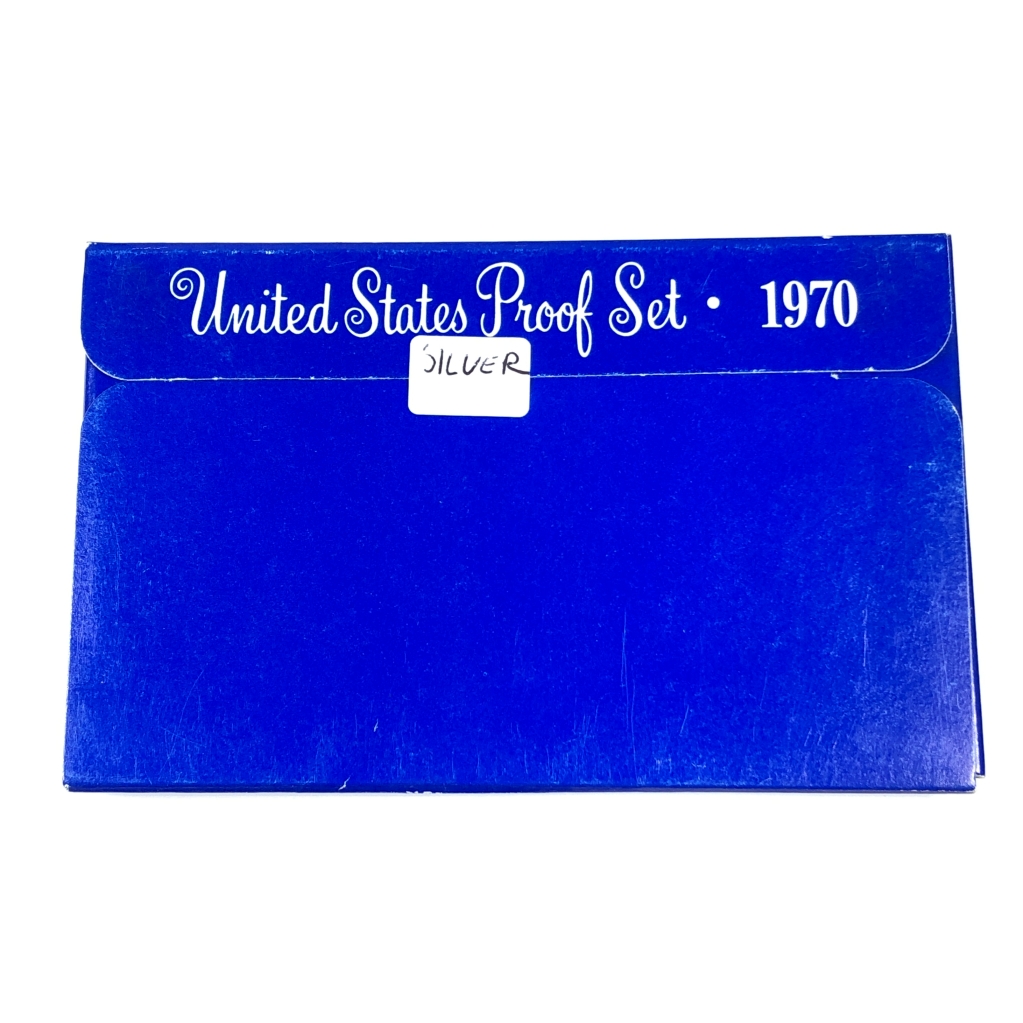 United States Proof Set • 1970
SILVER